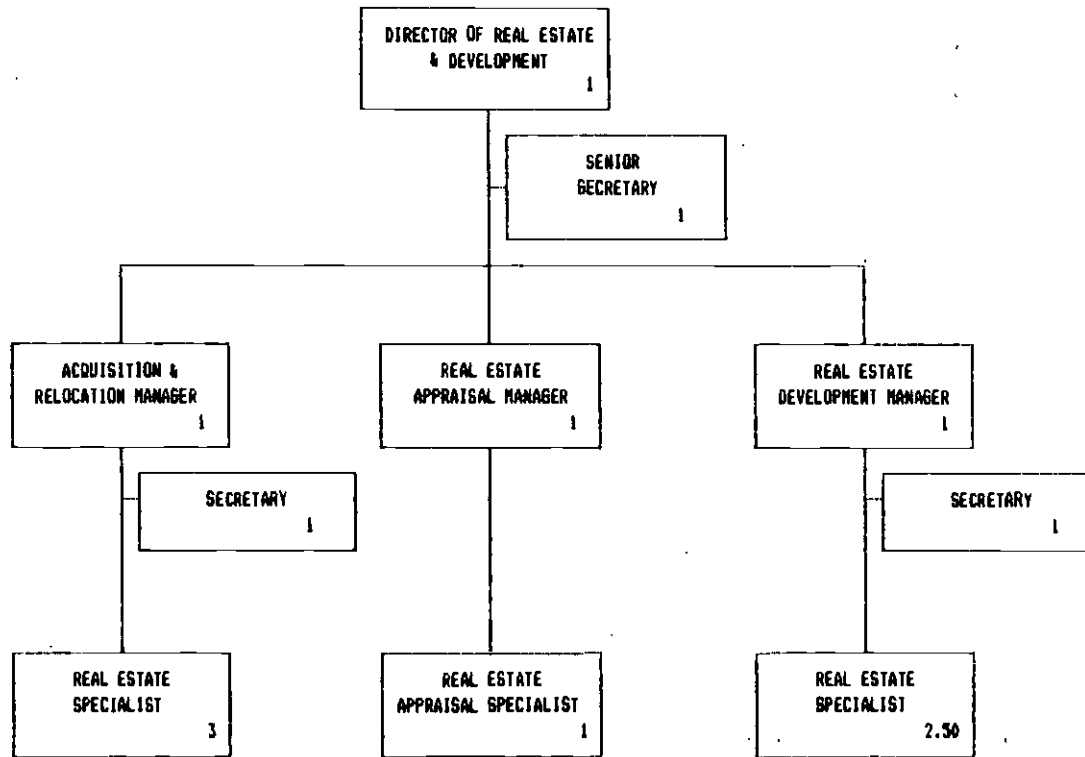 DIRECTOR OF REAL ESTATE
& DEVELOPMENT
1
SENIOR
SECRETARY
1
ACQUISITION &
RELOCATION MANAGER
1
REAL ESTATE
APPRAISAL MANAGER
1
REAL ESTATE
DEVELOPMENT MANAGER
1
SECRETARY
1
SECRETARY
1
REAL ESTATE
SPECIALIST
3
REAL ESTATE
APPRAISAL SPECIALIST
1
REAL ESTATE
SPECIALIST
2.50